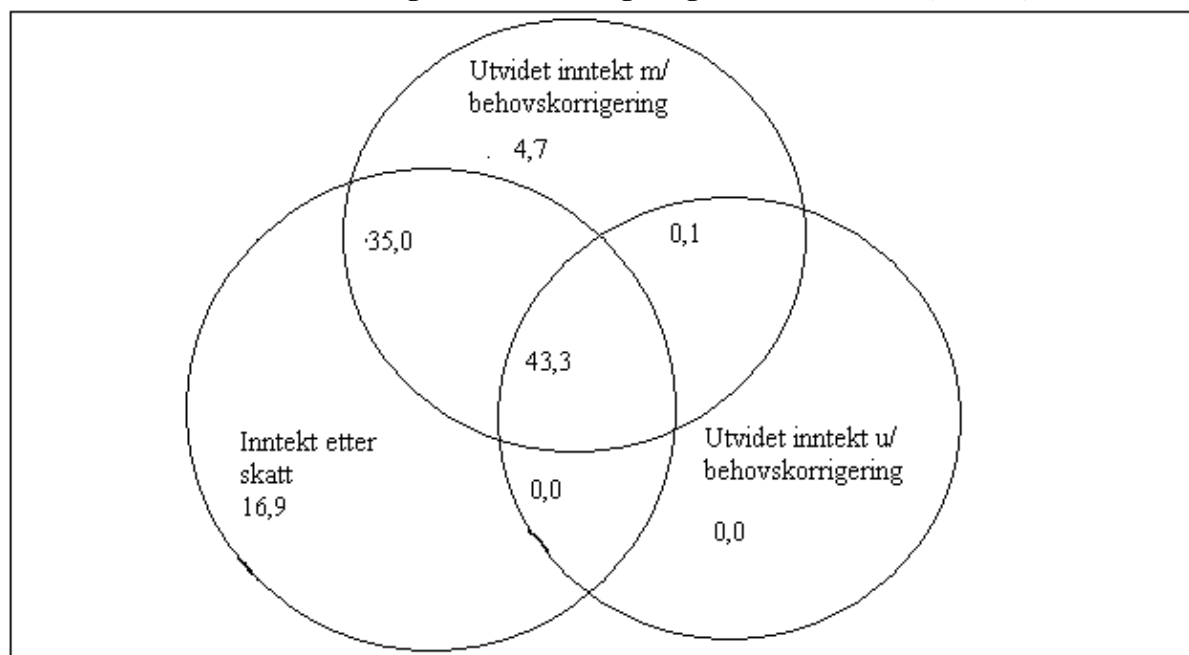 Utvidet inntekt m/
behovskorrigering
4,7
35,0
0,1
43,3
Inntekt etter
skatt
16,9
0,0
Utvidet inntekt u/
behovskorrigering
0,0